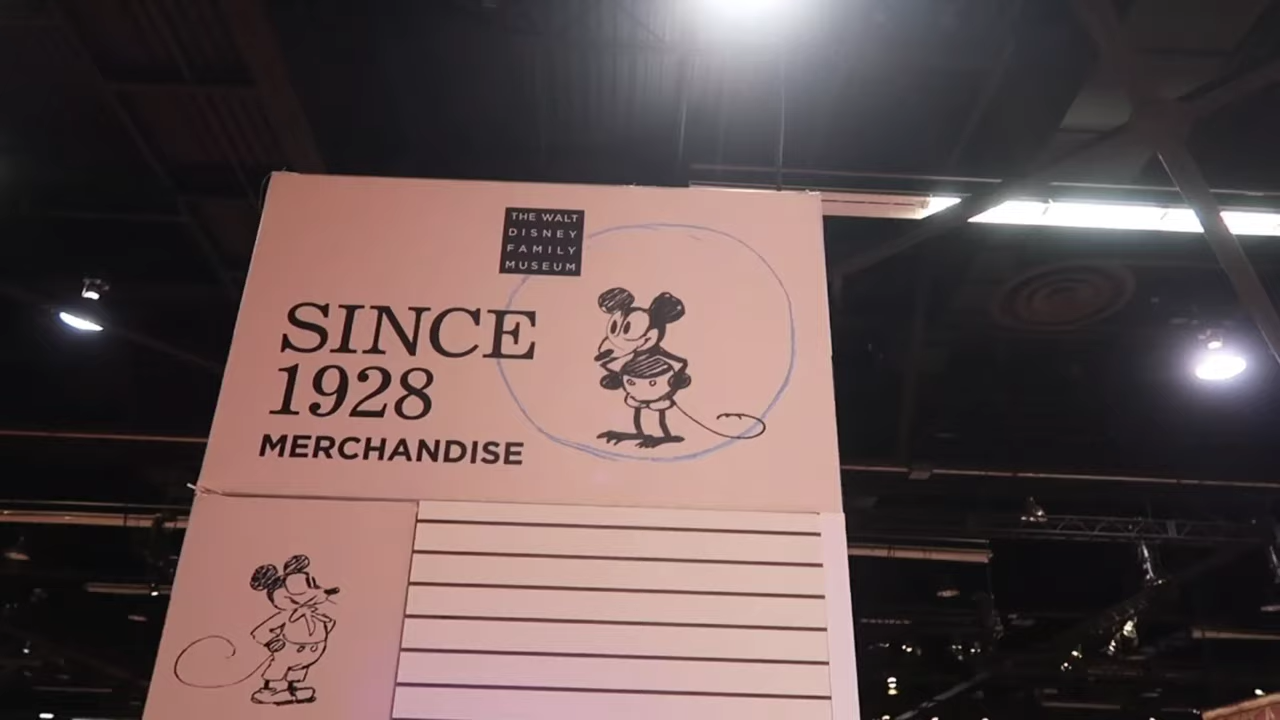 THE WALT
DISNEY
FAMILY
MUSEUM
SINCE
1928
MERCHANDISE